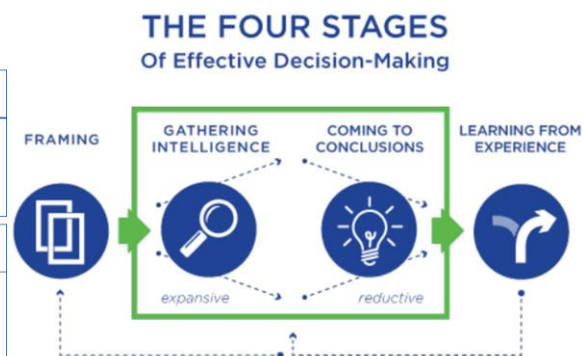 THE FOUR STAGES
Of Effective Decision-Making
FRAMING
GATHERING
INTELLIGENCE
COMING TO
CONCLUSIONS
LEARNING FROM
EXPERIENCE
expansive
reductive